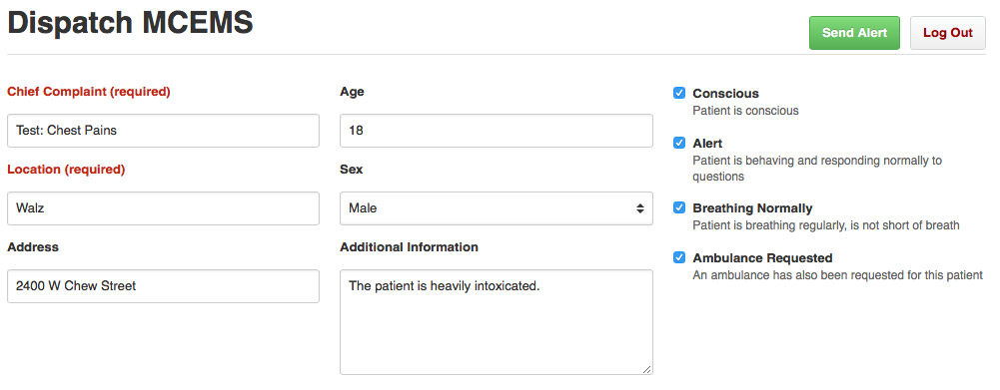 Dispatch MCEMS
Send Alert
Log Out
Chief Complaint (required)
Test: Chest Pains
Location (required)
Walz
Address
2400 W Chew Street
Age
18
Sex
Male
Additional Information
The patient is heavily intoxicated.
Conscious
Patient is conscious
Alert
Patient is behaving and responding normally to
questions
Breathing Normally
Patient is breathing regularly, is not short of breath
Ambulance Requested
An ambulance has also been requested for this patient